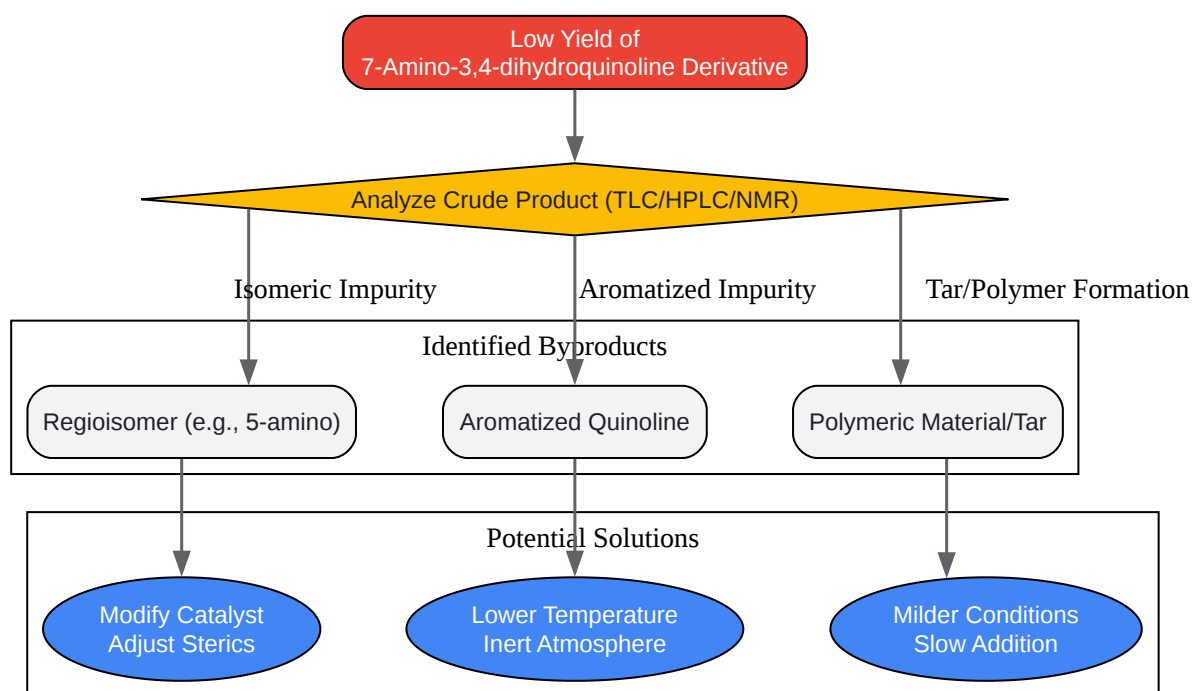 Low Yield of
7-Amino-3,4-dihydroquinoline Derivative
Analyze Crude Product (TLC/HPLC/NMR)
Isomeric Impurity
Aromatized Impurity
Tar/Polymer Formation
Identified Byproducts
Regioisomer (e.g., 5-amino)
Aromatized Quinoline
Polymeric Material/Tar
Potential Solutions
Modify Catalyst
Adjust Sterics
Lower Temperature
Inert Atmosphere
Milder Conditions
Slow Addition